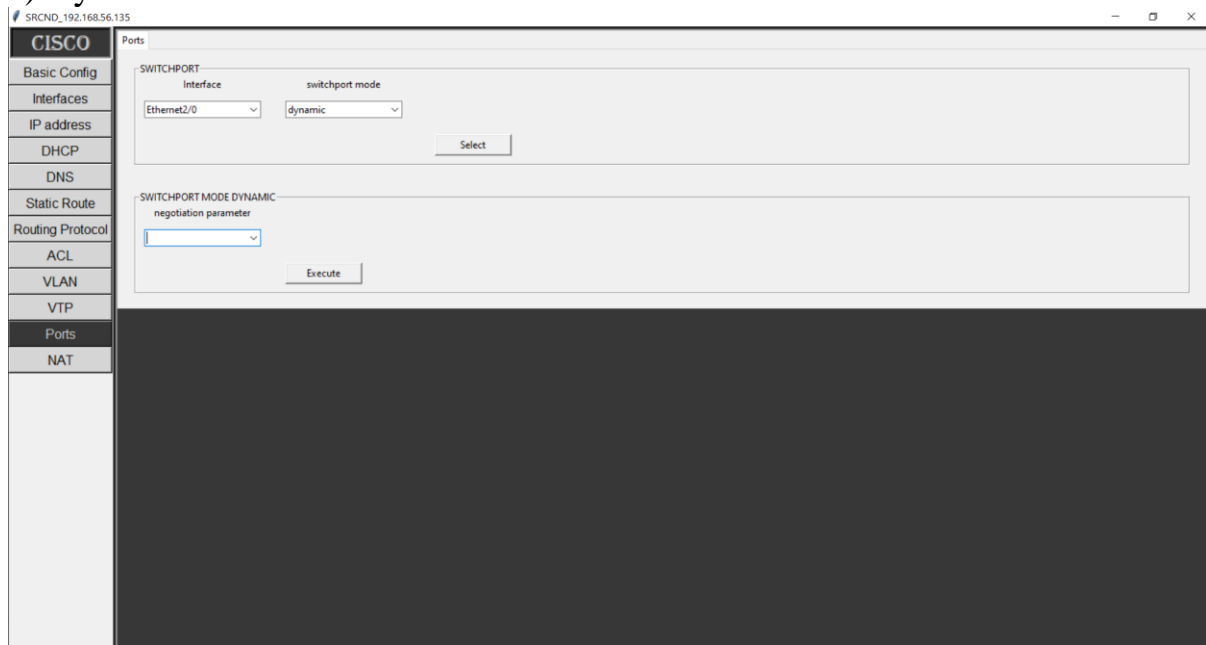 SRCND_192.168.56.135
CISCO
Basic Config
Interfaces
IP address
DHCP
DNS
Static Route
Routing Protocol
ACL
VLAN
VTP
Ports
NAT
Ports
SWITCHPORT
Interface switchport mode
Ethernet2/0 dynamic
Select
SWITCHPORT MODE DYNAMIC
negotiation parameter
Execute